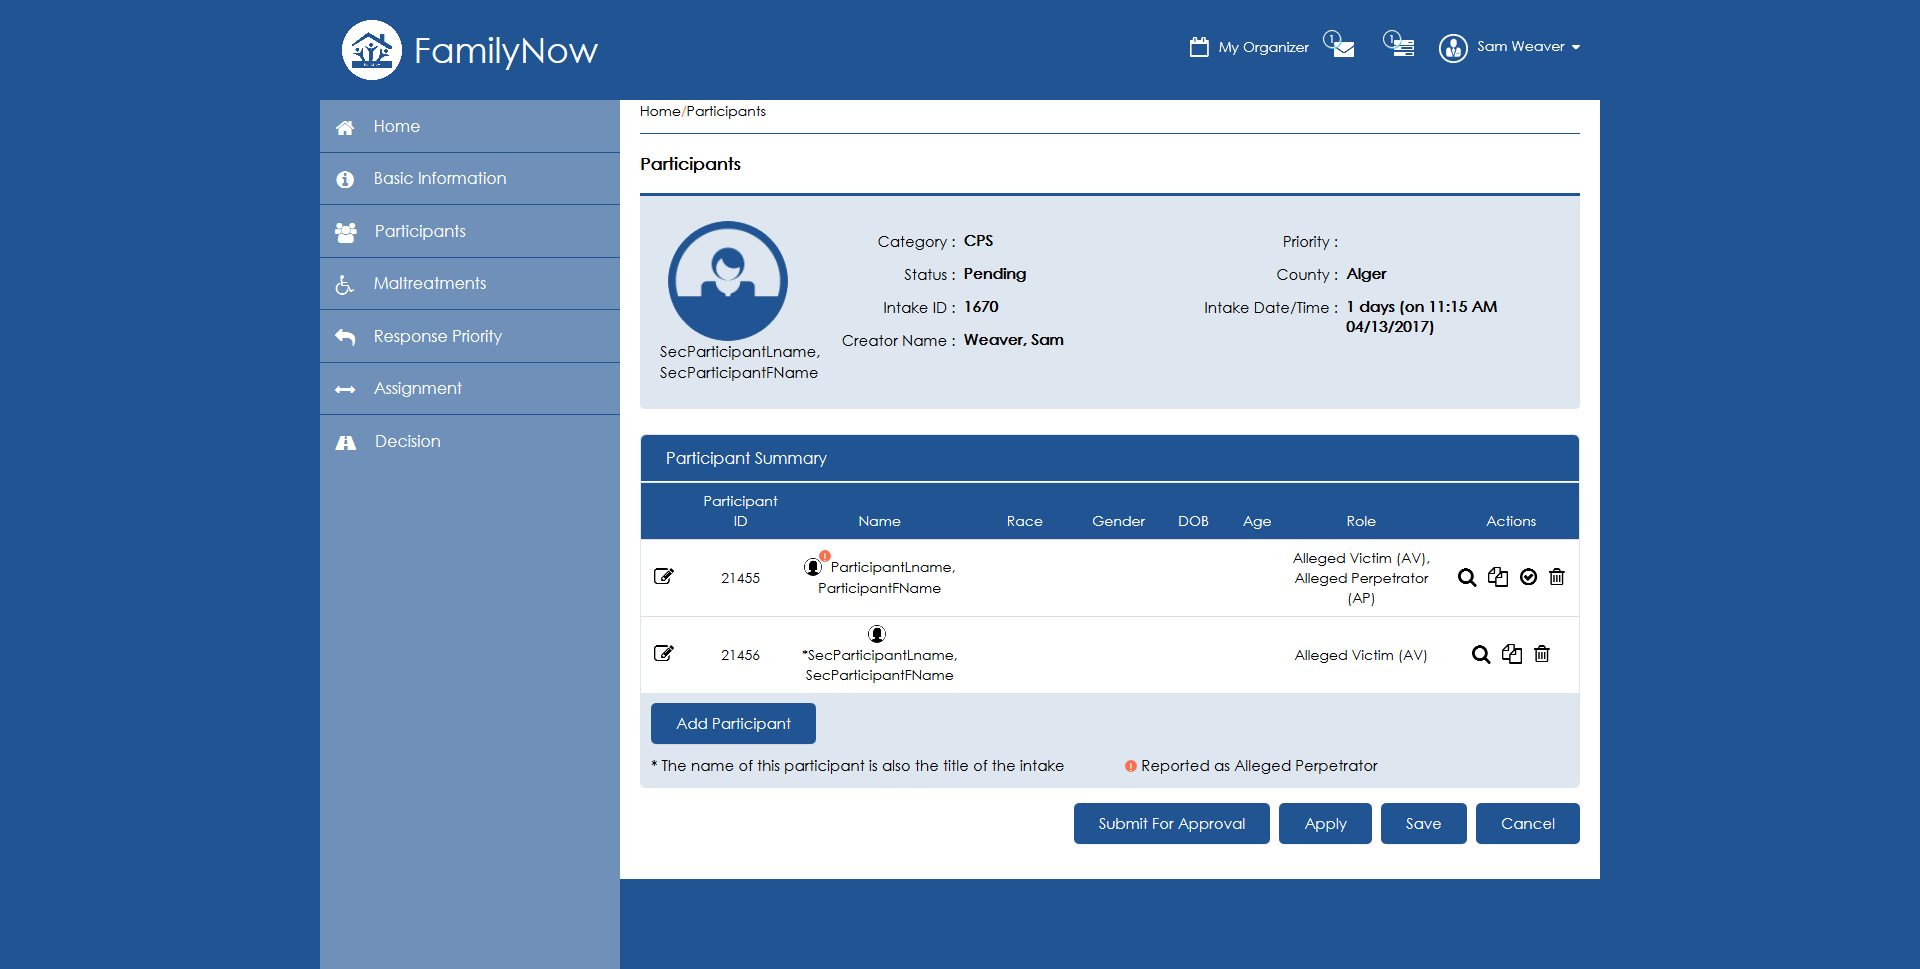 FamilyNow
My Organizer
1
1
Sam Weaver
Home
Basic Information
Participants
Maltreatments
Response Priority
Assignment
Decision
Home/Participants
Participants
SecParticipantLname,
SecParticipantFName
Category : CPS
Status : Pending
Intake ID : 1670
Creator Name : Weaver, Sam
Priority :
County : Alger
Intake Date/Time : 1 days (on 11:15 AM
04/13/2017)
Participant Summary
Participant
ID Name Race Gender DOB Age Role Actions
21455
ParticipantLname,
ParticipantFName
Alleged Victim (AV),
Alleged Perpetrator
(AP)
21456
*SecParticipantLname,
SecParticipantFName
Alleged Victim (AV)
Add Participant
* The name of this participant is also the title of the intake
Reported as Alleged Perpetrator
Submit For Approval Apply Save Cancel